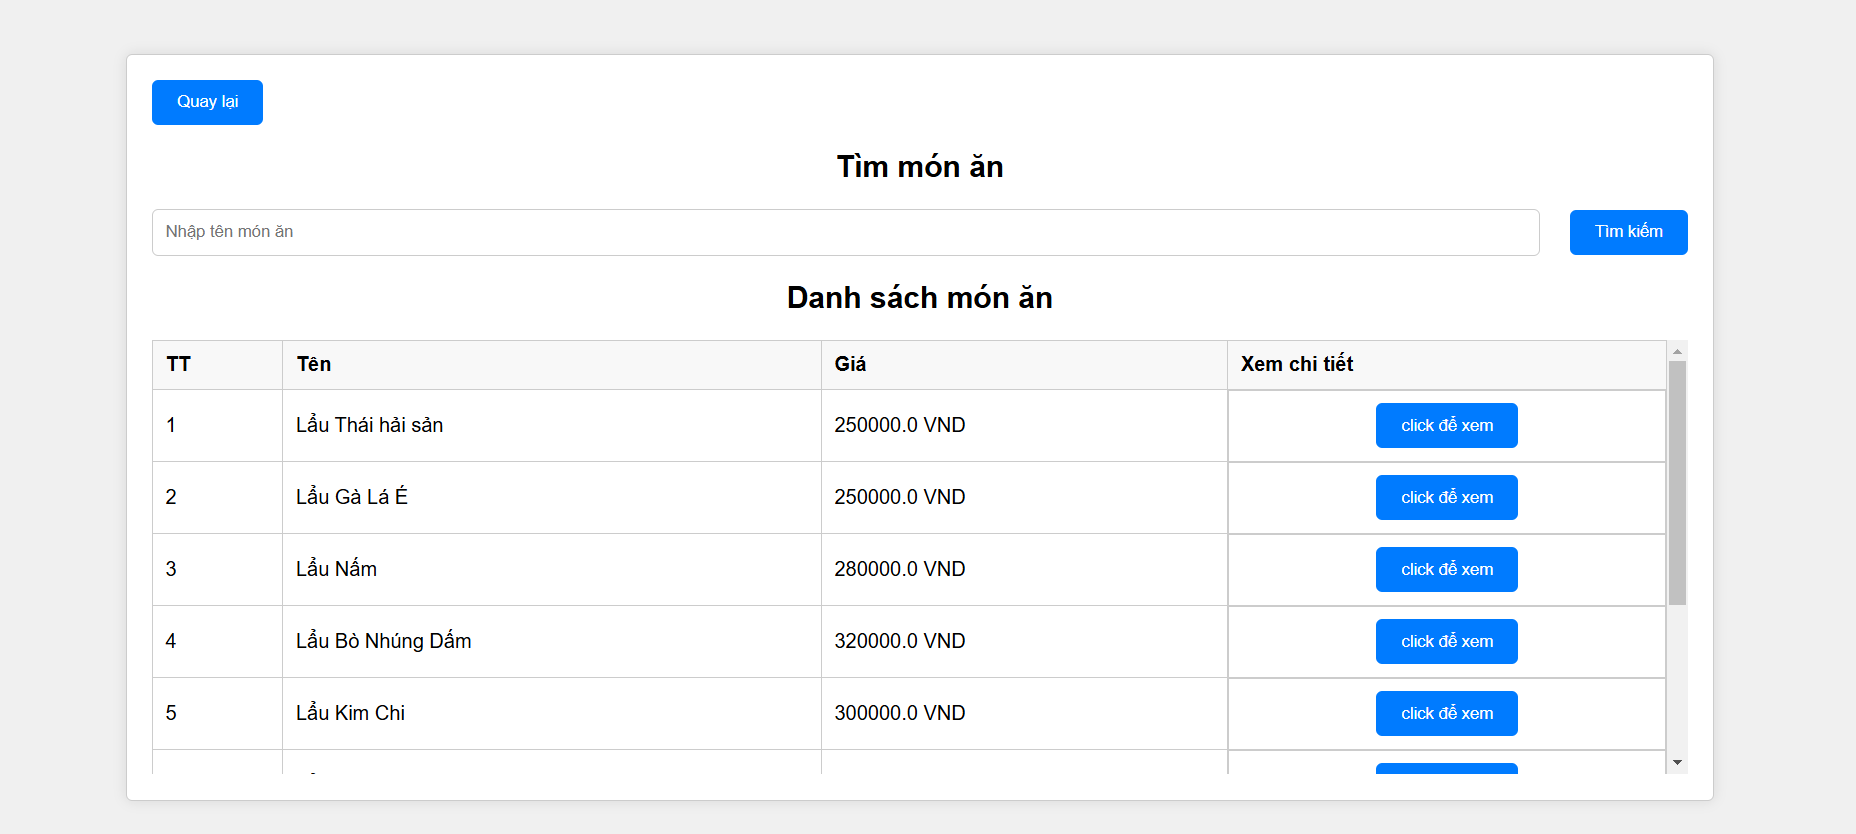 Quay lại
Tìm món ăn
Nhập tên món ăn
Tìm kiếm
Danh sách món ăn
TT Tên Giá Xem chi tiết
1 Lẩu Thái hải sản 250000.0 VND click để xem
2 Lẩu Gà Lá É 250000.0 VND click để xem
3 Lẩu Nấm 280000.0 VND click để xem
4 Lẩu Bò Nhúng Dấm 320000.0 VND click để xem
5 Lẩu Kim Chi 300000.0 VND click để xem